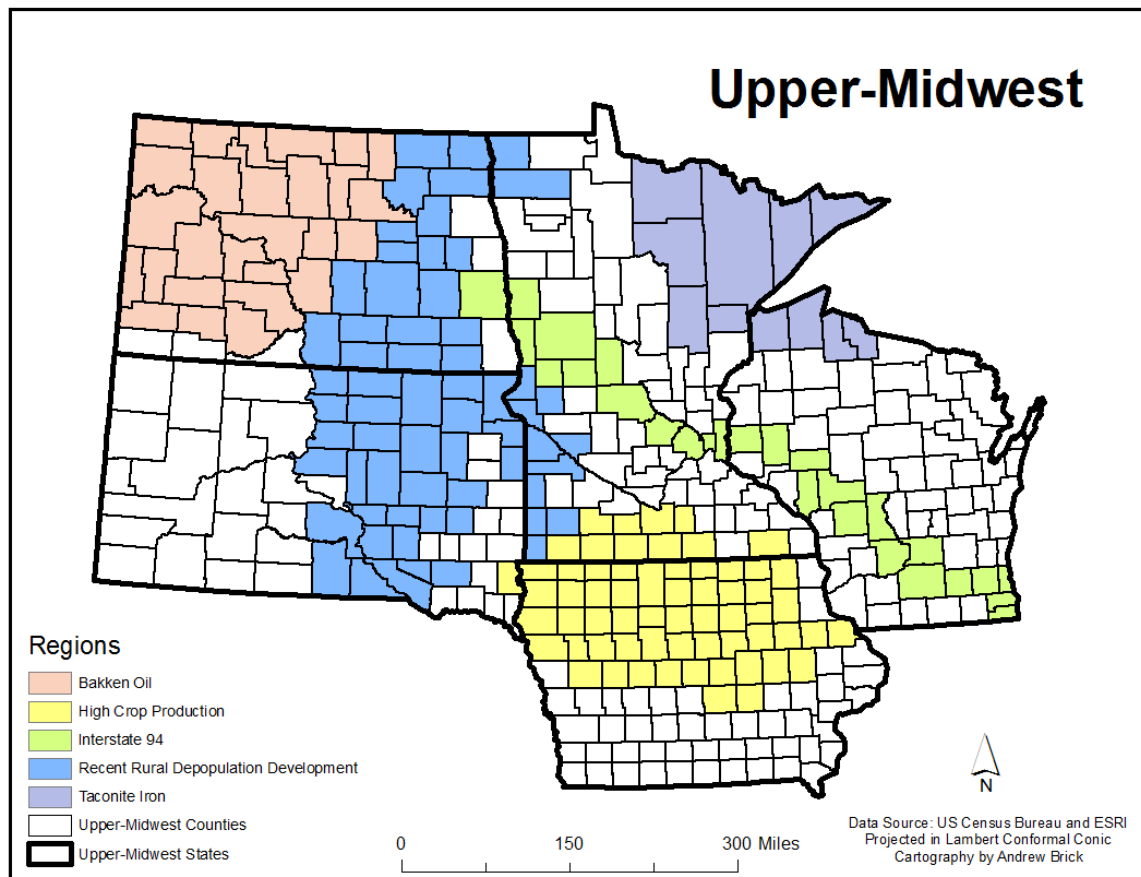 Upper-Midwest
Regions
Bakken Oil
High Crop Production
Interstate 94
Recent Rural Depopulation Development
Taconite Iron
Upper-Midwest Counties
Upper-Midwest States
0 150 300 Miles
N
Data Source: US Census Bureau and ESRI
Projected in Lambert Conformal Conic
Cartography by Andrew Brick